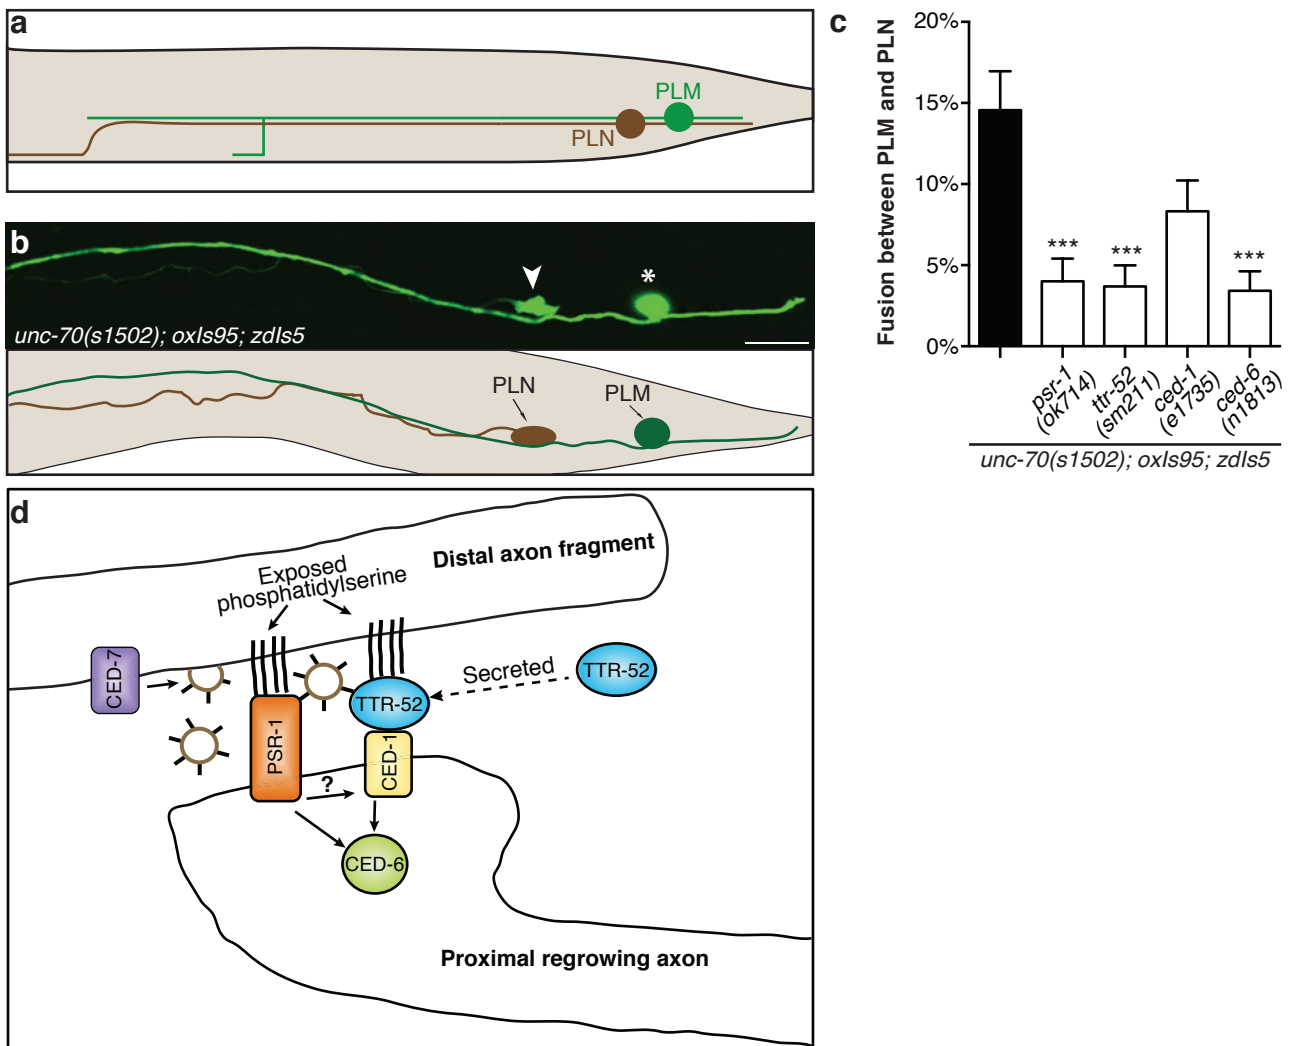 a
PLM
PLN
b
*
unc-70(s1502); oxIs95; zdIs5
PLN
PLM
c
Fusion between PLM and PLN
20%
15%
10%
5%
0%
***
***
***
psr-1
(ok714)
ttr-52
(sm211)
ced-1
(e1735)
ced-6
(n1813)
unc-70(s1502); oxIs95; zdIs5
d
Distal axon fragment
Exposed
phosphatidylserine
CED-7
Secreted
TTR-52
TTR-52
PSR-1
CED-1
?
CED-6
Proximal regrowing axon